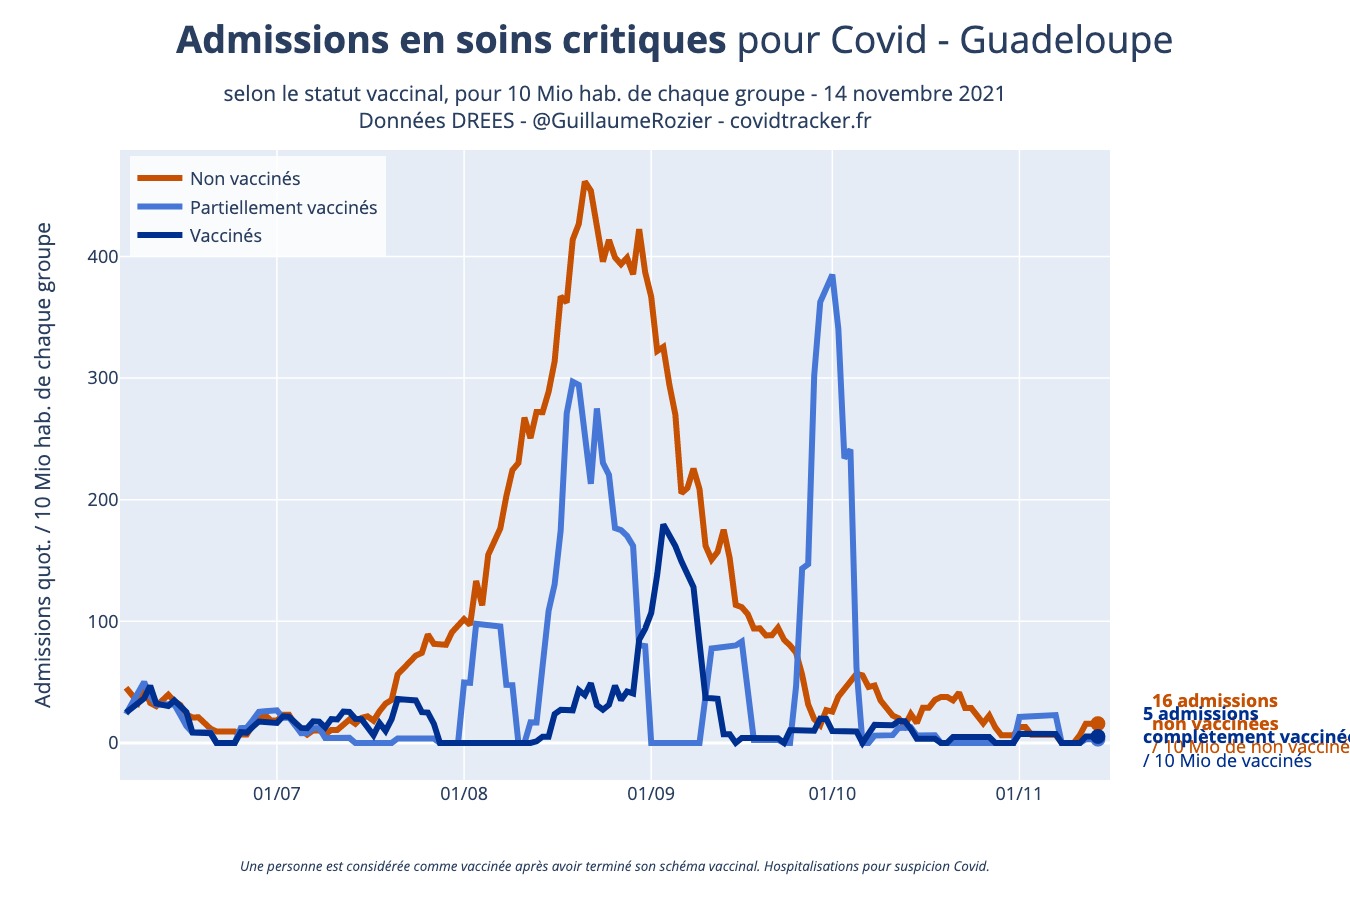 Admissions en soins critiques pour Covid - Guadeloupe
selon le statut vaccinal, pour 10 Mio hab. de chaque groupe - 14 novembre 2021
Données DREES - @GuillaumeRozier - covidtracker.fr
Non vaccinés
Partiellement vaccinés
Vaccinés
Admissions quot. / 10 Mio hab. de chaque groupe
400
300
200
100
0
01/07
01/08
01/09
01/10
01/11
16 admissions
non vaccinées
/ 10 Mio de non vaccine
5 admissions
complètement vacciné
/ 10 Mio de vaccinés
Une personne est considérée comme vaccinée après avoir terminé son schéma vaccinal. Hospitalisations pour suspicion Covid.